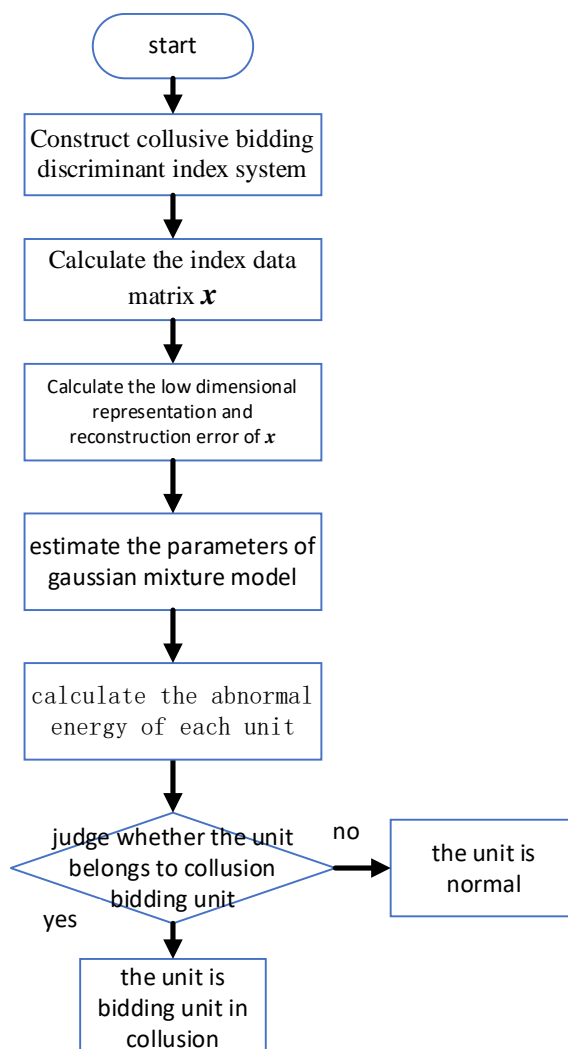 start
Construct collusive bidding
discriminant index system
Calculate the index data
matrix x
Calculate the low dimensional
representation and
reconstruction error of x
estimate the parameters of
gaussian mixture model
calculate the abnormal
energy of each unit
judge whether the unit
belongs to collusion
bidding unit
no
the unit is
normal
yes
the unit is
bidding unit in
collusion